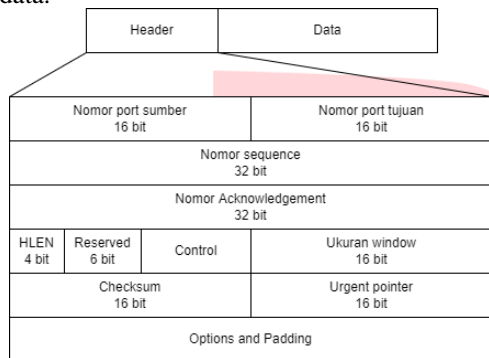 data.
Header
Data
Nomor port sumber
16 bit
Nomor port tujuan
16 bit
Nomor sequence
32 bit
Nomor Acknowledgement
32 bit
HLEN
4 bit
Reserved
6 bit
Control
Ukuran window
16 bit
Checksum
16 bit
Urgent pointer
16 bit
Options and Padding